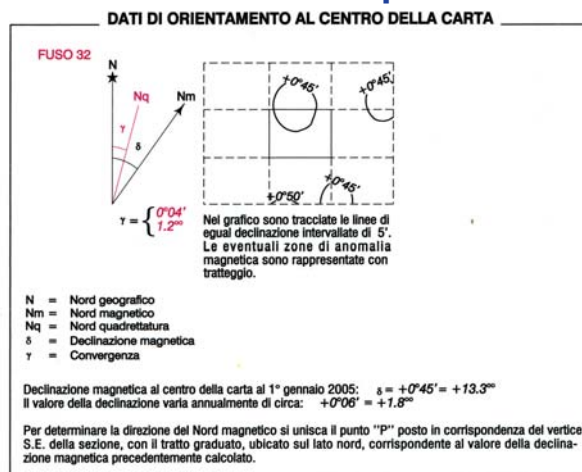 DATI DI ORIENTAMENTO AL CENTRO DELLA CARTA
FUSO 32
N
Nq
Nm
γ
δ
γ = { 0°04'
1.2°°
+0°45'
+0°45'
+0°50'
+0°45'
Nel grafico sono tracciate le linee di
egual declinazione intervallate di 5'.
Le eventuali zone di anomalia
magnetica sono rappresentate con
tratteggio.
N = Nord geografico
Nm = Nord magnetico
Nq = Nord quadrettatura
δ = Declinazione magnetica
γ = Convergenza
Declinazione magnetica al centro della carta al 1° gennaio 2005: δ = +0°45' = +13.3°°
Il valore della declinazione varia annualmente di circa: +0°06' = +1.8°°
Per determinare la direzione del Nord magnetico si unisca il punto "P" posto in corrispondenza del vertice
S.E. della sezione, con il tratto graduato, ubicato sul lato nord, corrispondente al valore della declina-
zione magnetica precedentemente calcolato.